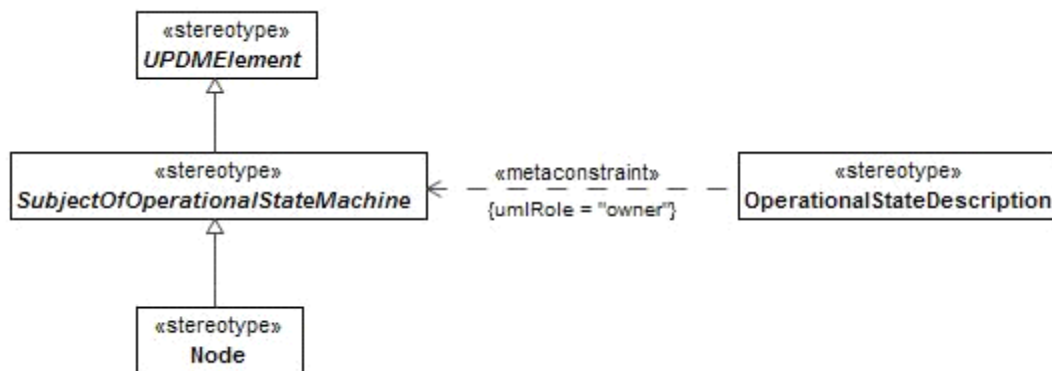 «stereotype»
UPDMElement
«stereotype»
SubjectOfOperationalStateMachine
«metaconstraint»
{umlRole = "owner"}
«stereotype»
OperationalStateDescription
«stereotype»
Node